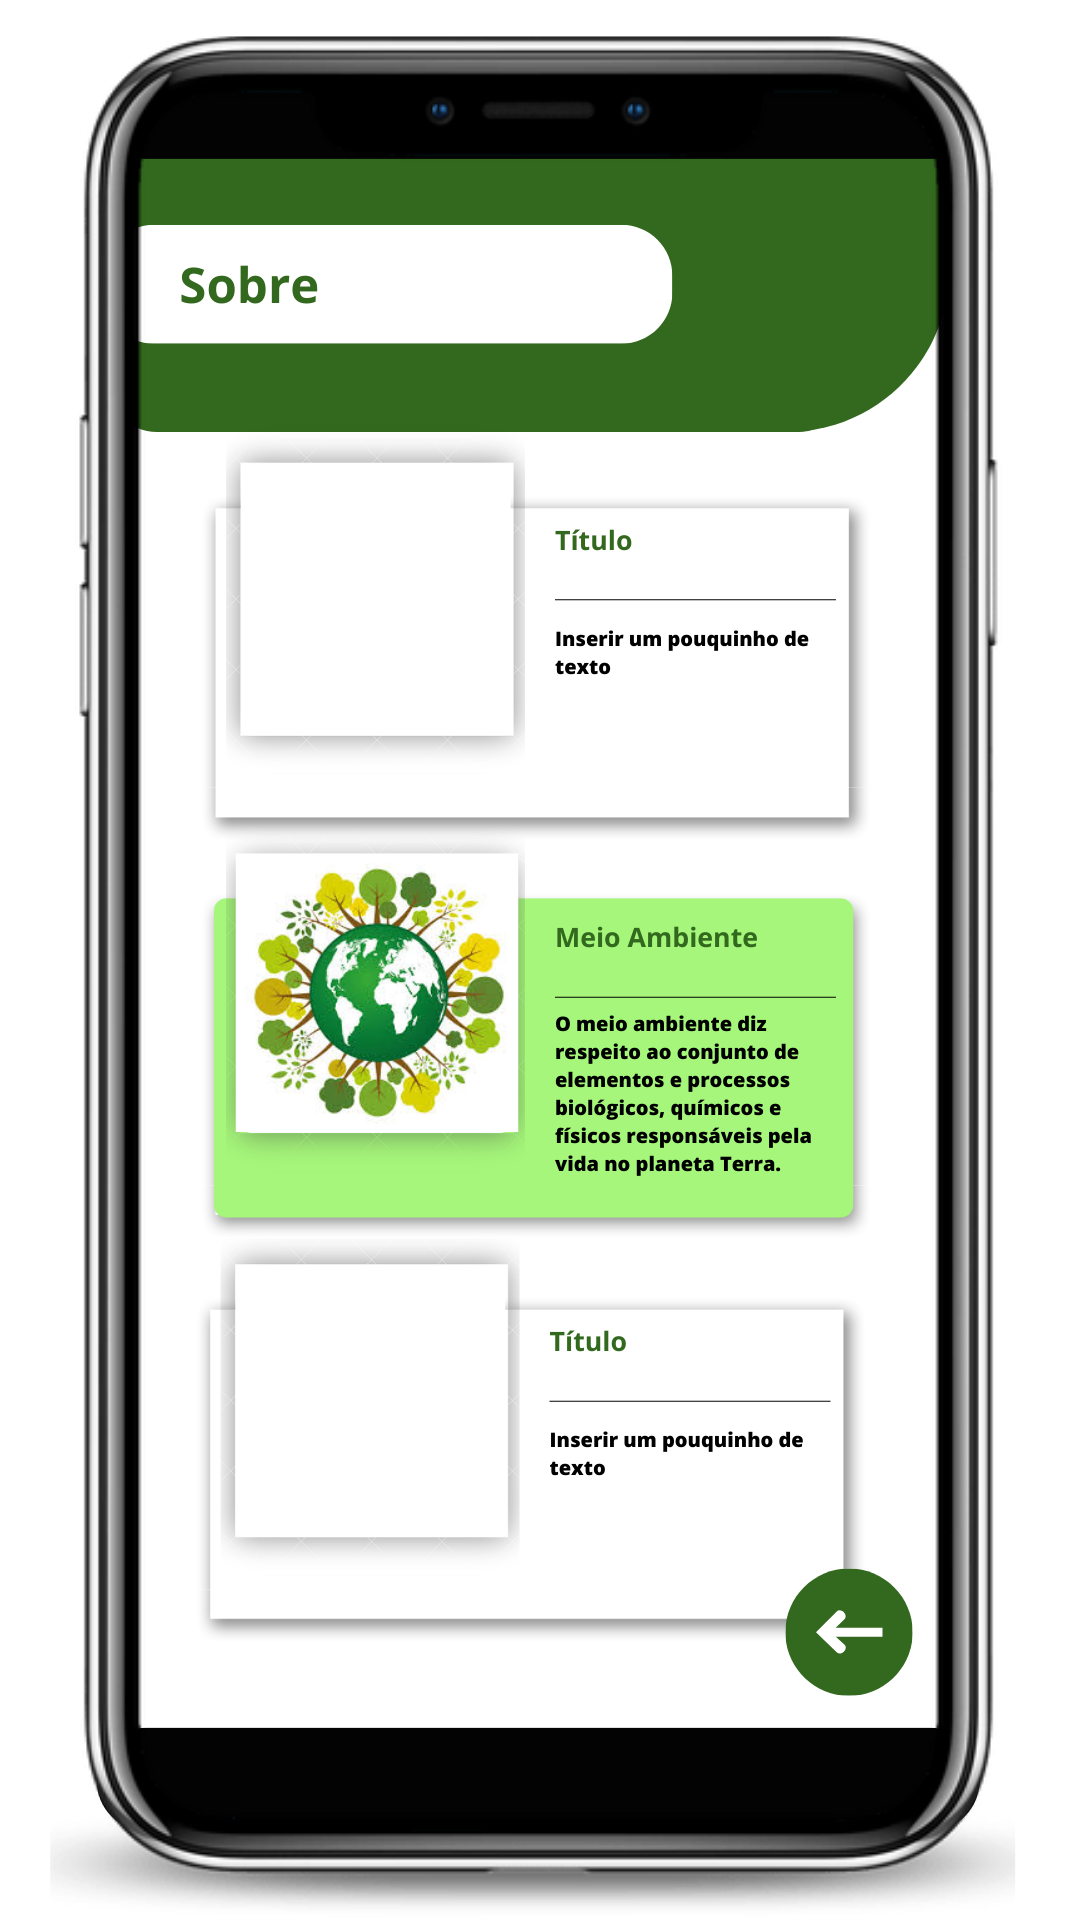 Sobre
Título
Inserir um pouquinho de
texto
Meio Ambiente
O meio ambiente diz
respeito ao conjunto de
elementos e processos
biológicos, químicos e
físicos responsáveis pela
vida no planeta Terra.
Título
Inserir um pouquinho de
texto